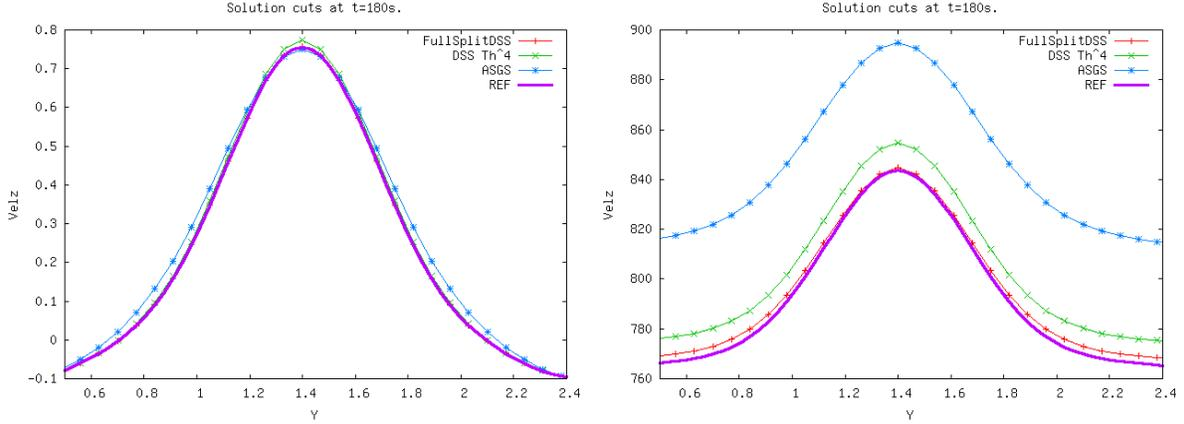 Solution cuts at t=180s.
0.8
0.7
0.6
0.5
0.4
0.3
0.2
0.1
0
-0.1
Velz
FullSplitDSS
DSS Th^4
ASGS
REF
0.6 0.8 1 1.2 1.4 1.6 1.8 2 2.2 2.4
Y
Solution cuts at t=180s.
900
880
860
840
820
800
780
760
Velz
FullSplitDSS
DSS Th^4
ASGS
REF
0.6 0.8 1 1.2 1.4 1.6 1.8 2 2.2 2.4
Y